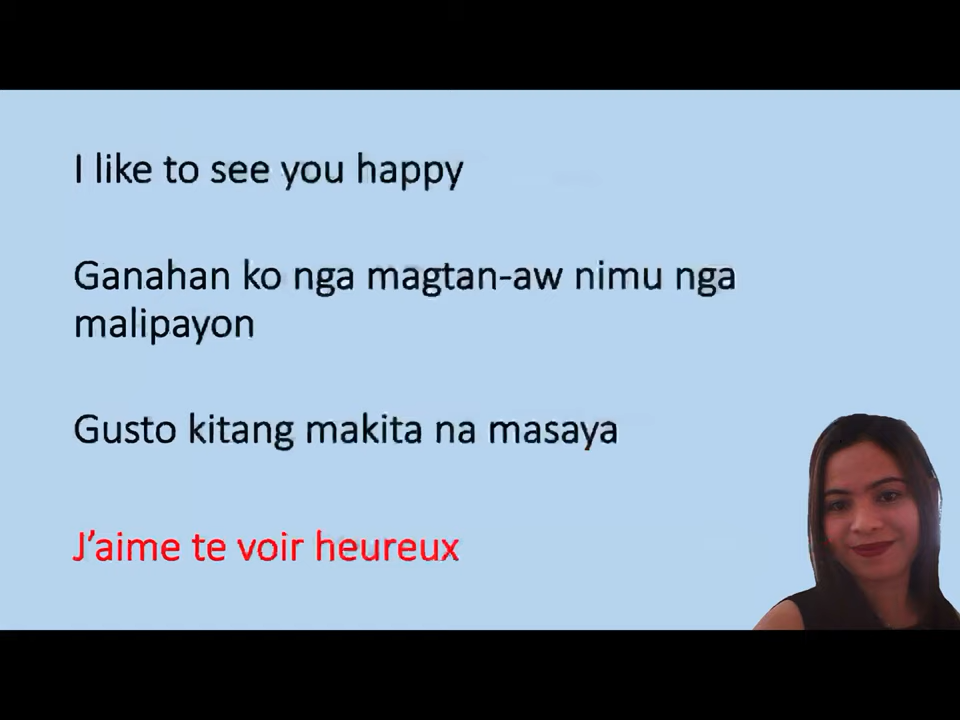 I like to see you happy
Ganahan ko nga magtan-aw nimu nga
malipayon
Gusto kitang makita na masaya
J’aime te voir heureux